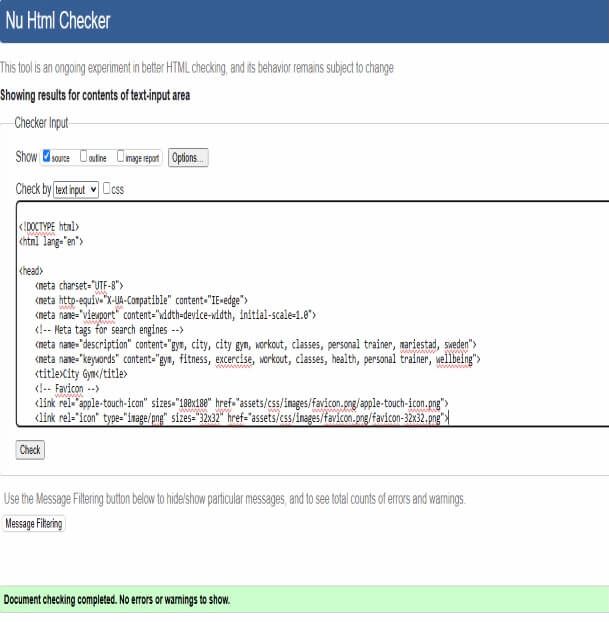 Nu Html Checker
This tool is an ongoing experiment in better HTML checking, and its behavior remains subject to change
Showing results for contents of text-input area
Checker Input
Show source outline image report Options...
Check by text input css
<!DOCTYPE html>
<html lang="en">
<head>
<meta charset="UTF-8">
<meta http-equiv="X-UA-Compatible" content="IE=edge">
<meta name="viewport" content="width=device-width, initial-scale=1.0">
<!-- Meta tags for search engines -->
<meta name="description" content="gym, city, city gym, workout, classes, personal trainer, mariestad, sweden">
<meta name="keywords" content="gym, fitness, excercise, workout, classes, health, personal trainer, wellbeing">
<title>City Gym</title>
<!-- Favicon -->
<link rel="apple-touch-icon" sizes="180x180" href="assets/css/images/favicon.png/apple-touch-icon.png">
<link rel="icon" type="image/png" sizes="32x32" href="assets/css/images/favicon.png/favicon-32x32.png">
Check
Use the Message Filtering button below to hide/show particular messages, and to see total counts of errors and warnings.
Message Filtering
Document checking completed. No errors or warnings to show.